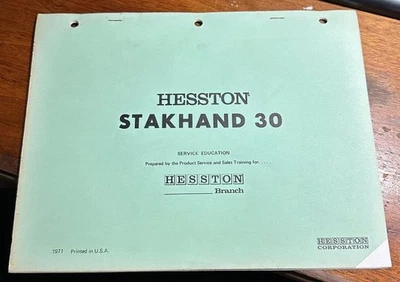 HESSTON
STAKHAND 30
SERVICE EDUCATION
Prepared by the Product Service and Sales Training for. . . .
HESSTON
Branch
1971 Printed in U.S.A.
HESSTON
CORPORATION